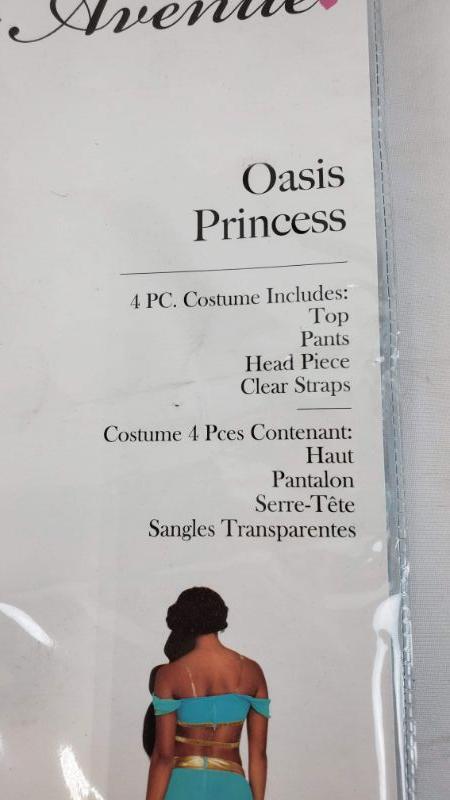 Avenue
Oasis
Princess
4 PC. Costume Includes:
Top
Pants
Head Piece
Clear Straps
Costume 4 Pces Contenant:
Haut
Pantalon
Serre-Tête
Sangles Transparentes